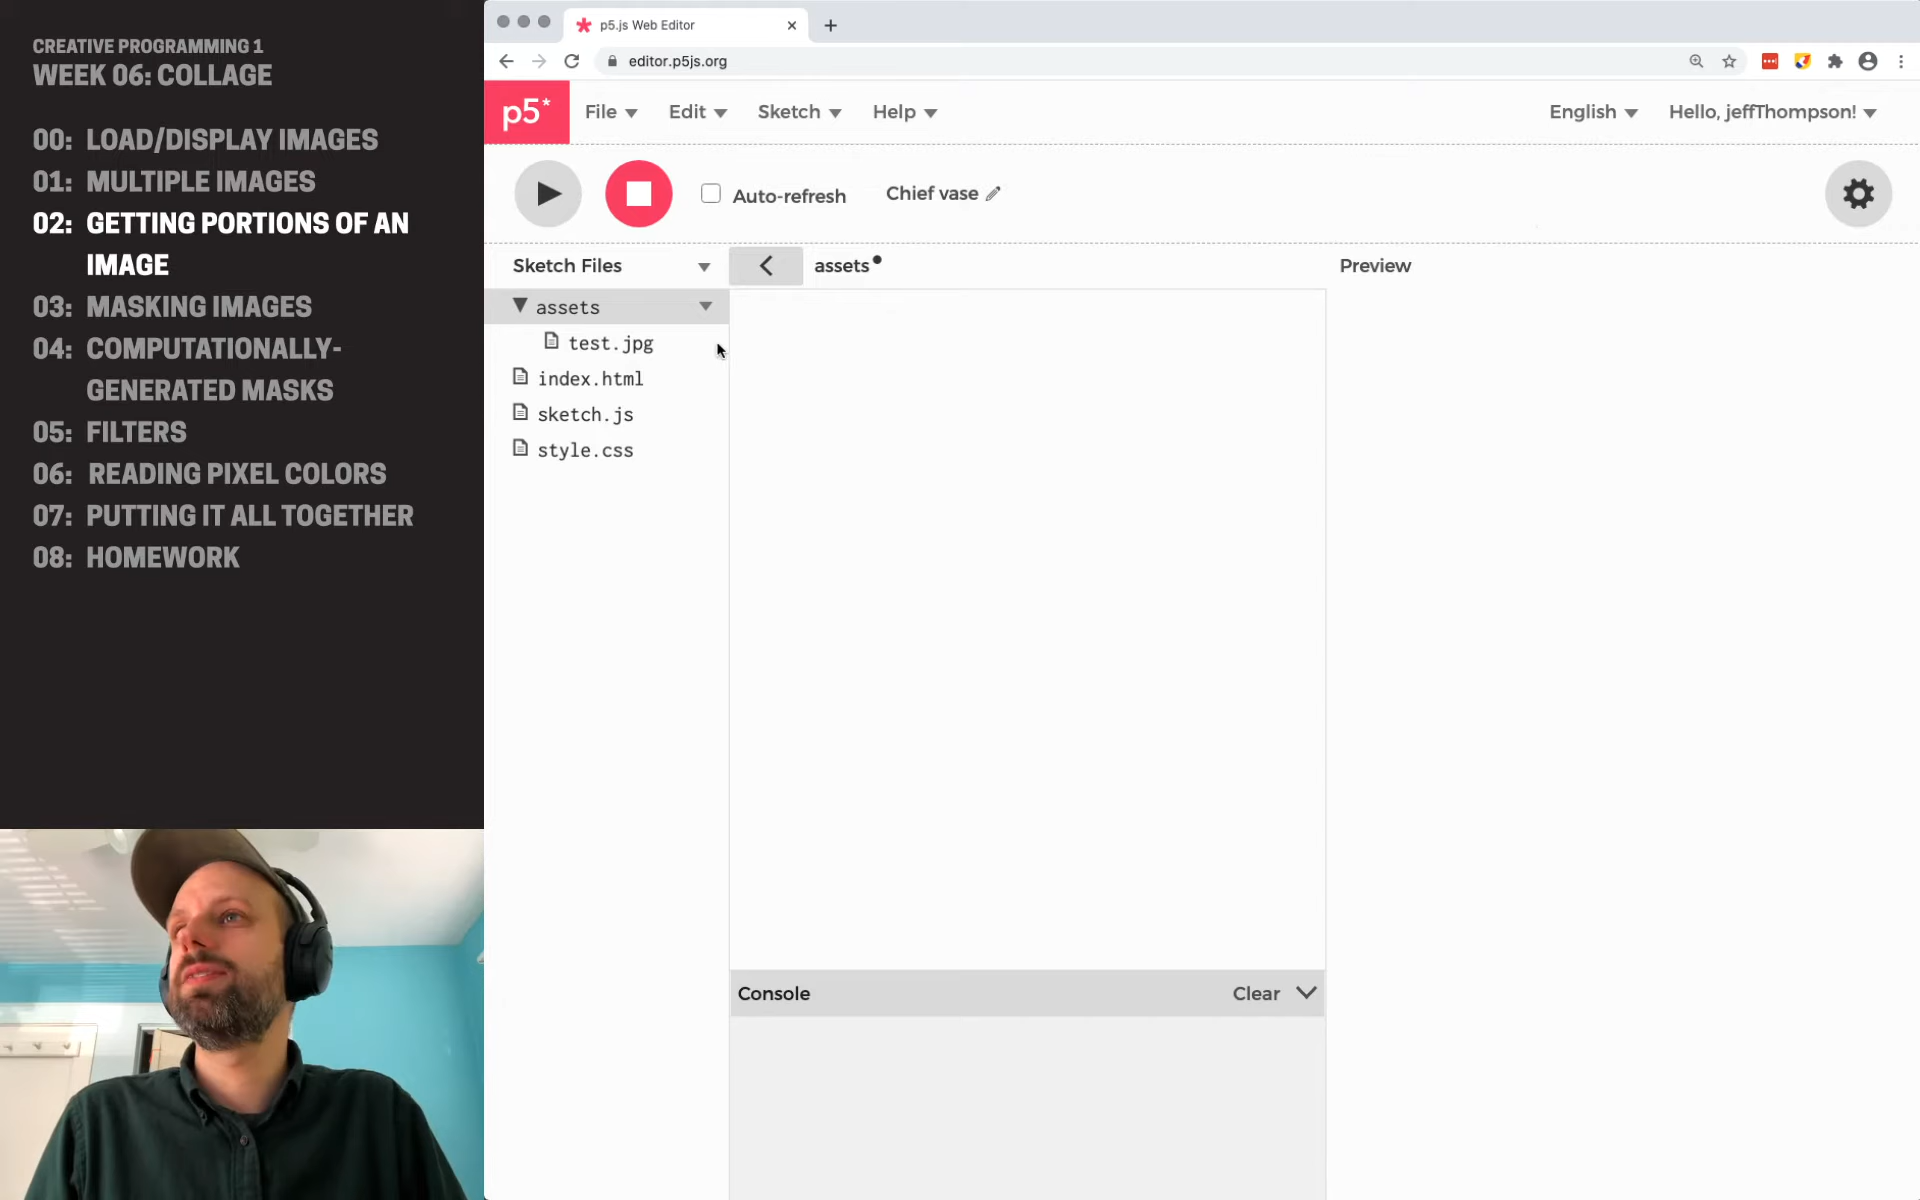 CREATIVE PROGRAMMING 1
WEEK 06: COLLAGE
00: LOAD/DISPLAY IMAGES
01: MULTIPLE IMAGES
02: GETTING PORTIONS OF AN
IMAGE
03: MASKING IMAGES
04: COMPUTATIONALLY-
GENERATED MASKS
05: FILTERS
06: READING PIXEL COLORS
07: PUTTING IT ALL TOGETHER
08: HOMEWORK
p5.js Web Editor
editor.p5js.org
p5* File Edit Sketch Help English Hello, jeffThompson!
Auto-refresh Chief vase
Sketch Files assets Preview
assets
test.jpg
index.html
sketch.js
style.css
Console Clear